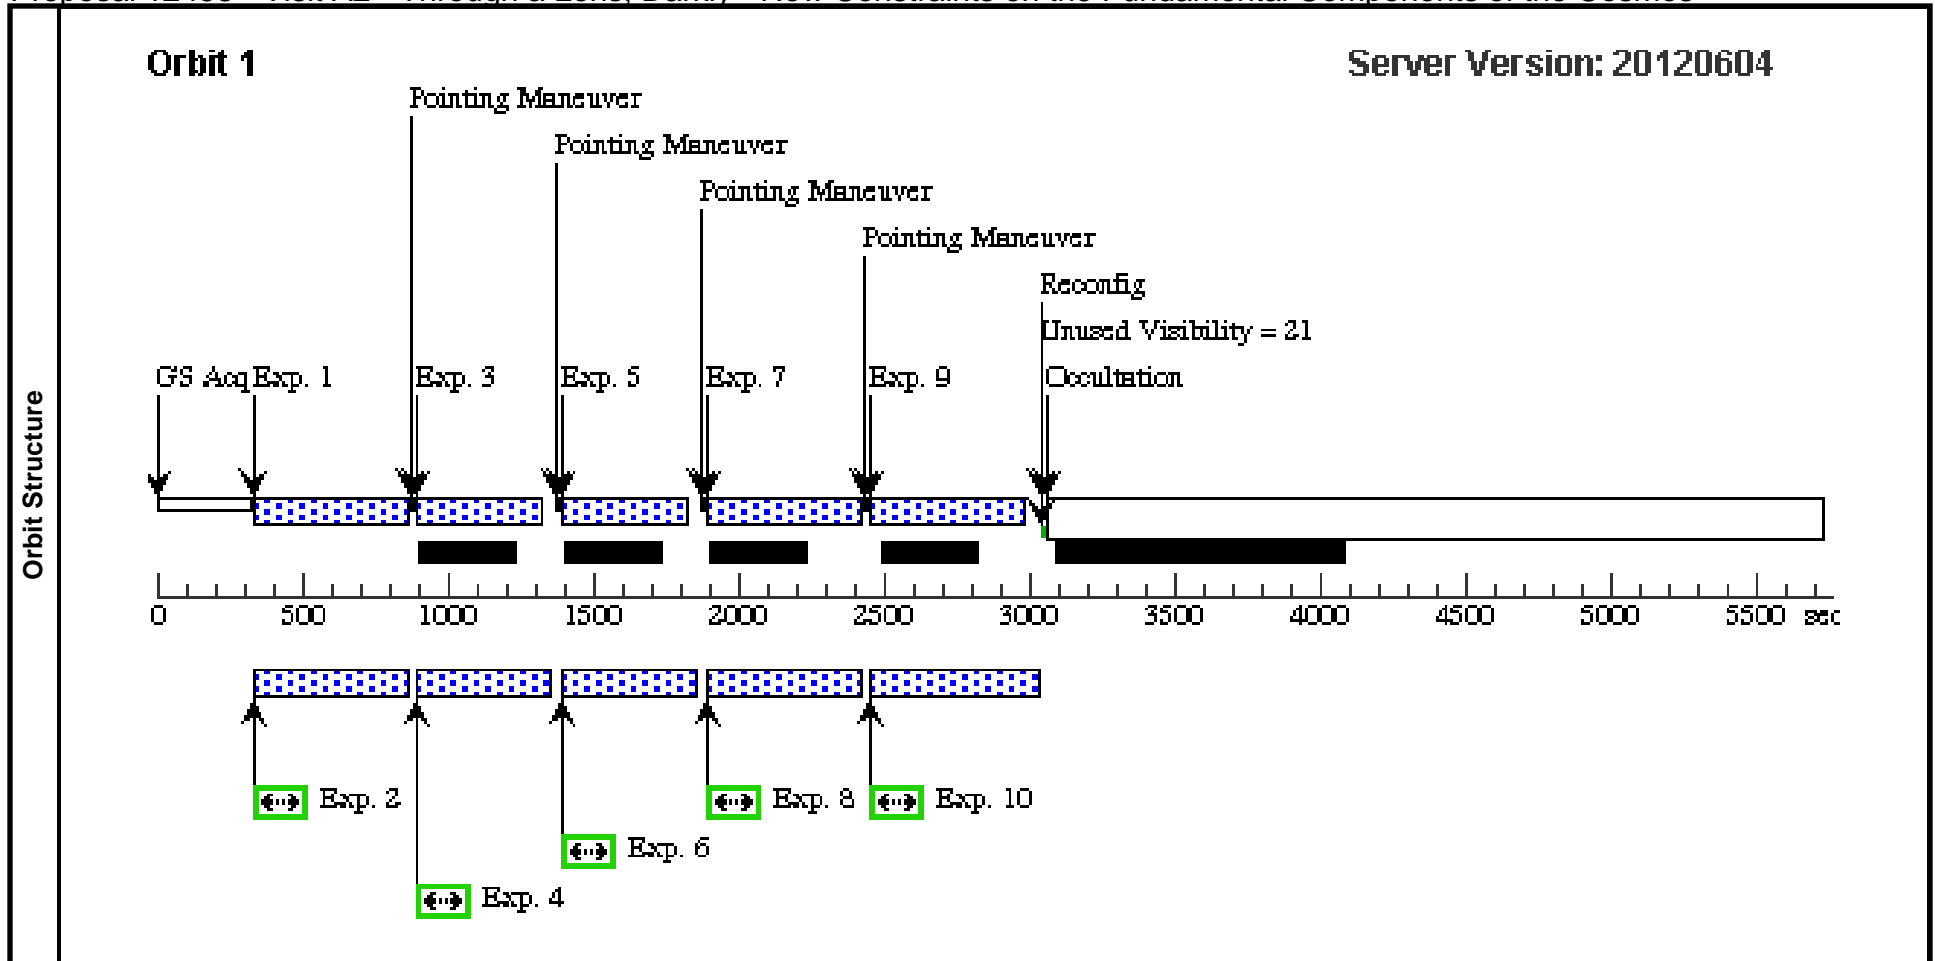 Orbit 1
Server Version: 20120604
Pointing Maneuver
Pointing Maneuver
Pointing Maneuver
Pointing Maneuver
Reconfig
Unused Visibility = 21
GS Acq Exp. 1 Exp. 3 Exp. 5 Exp. 7 Exp. 9 Occultation
Orbit Structure
0 500 1000 1500 2000 2500 3000 3500 4000 4500 5000 5500 sec
Exp. 2 Exp. 8 Exp. 10
Exp. 6
Exp. 4